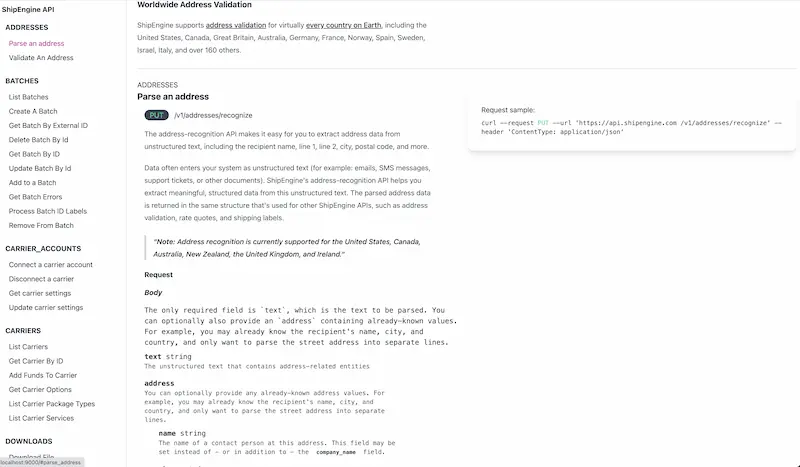 ShipEngine API
ADDRESSES
Parse an address
Validate An Address
BATCHES
List Batches
Create A Batch
Get Batch By External ID
Delete Batch By Id
Get Batch By ID
Update Batch By Id
Add to a Batch
Get Batch Errors
Process Batch ID Labels
Remove From Batch
CARRIER_ACCOUNTS
Connect a carrier account
Disconnect a carrier
Get carrier settings
Update carrier settings
CARRIERS
List Carriers
Get Carrier By ID
Add Funds To Carrier
Get Carrier Options
List Carrier Package Types
List Carrier Services
DOWNLOADS
Download File
localhost:9000/#parse_address
Worldwide Address Validation
ShipEngine supports address validation for virtually every country on Earth, including the
United States, Canada, Great Britain, Australia, Germany, France, Norway, Spain, Sweden,
Israel, Italy, and over 160 others.
ADDRESSES
Parse an address
PUT /v1/addresses/recognize
The address-recognition API makes it easy for you to extract address data from
unstructured text, including the recipient name, line 1, line 2, city, postal code, and more.
Data often enters your system as unstructured text (for example: emails, SMS messages,
support tickets, or other documents). ShipEngine's address-recognition API helps you
extract meaningful, structured data from this unstructured text. The parsed address data
is returned in the same structure that's used for other ShipEngine APIs, such as address
validation, rate quotes, and shipping labels.
"Note: Address recognition is currently supported for the United States, Canada,
Australia, New Zealand, the United Kingdom, and Ireland."
Request
Body
The only required field is `text`, which is the text to be parsed. You
can optionally also provide an `address` containing already-known values.
For example, you may already know the recipient's name, city, and
country, and only want to parse the street address into separate lines.
text string
The unstructured text that contains address-related entities
address
You can optionally provide any already-known address values. For
example, you may already know the recipient's name, city, and
country, and only want to parse the street address into separate
lines.
name string
The name of a contact person at this address. This field may be
set instead of - or in addition to - the company_name field.
Request sample:
curl --request PUT --url 'https://api.shipengine.com /v1/addresses/recognize' --
header 'ContentType: application/json'